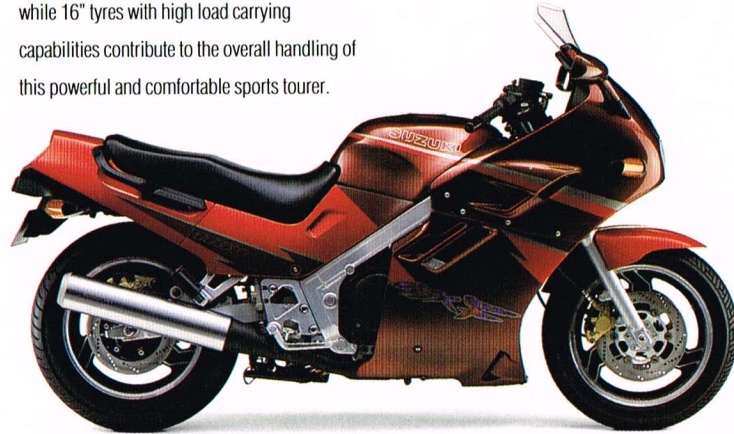 while 16" tyres with high load carrying
capabilities contribute to the overall handling of
this powerful and comfortable sports tourer.
SUZUKI